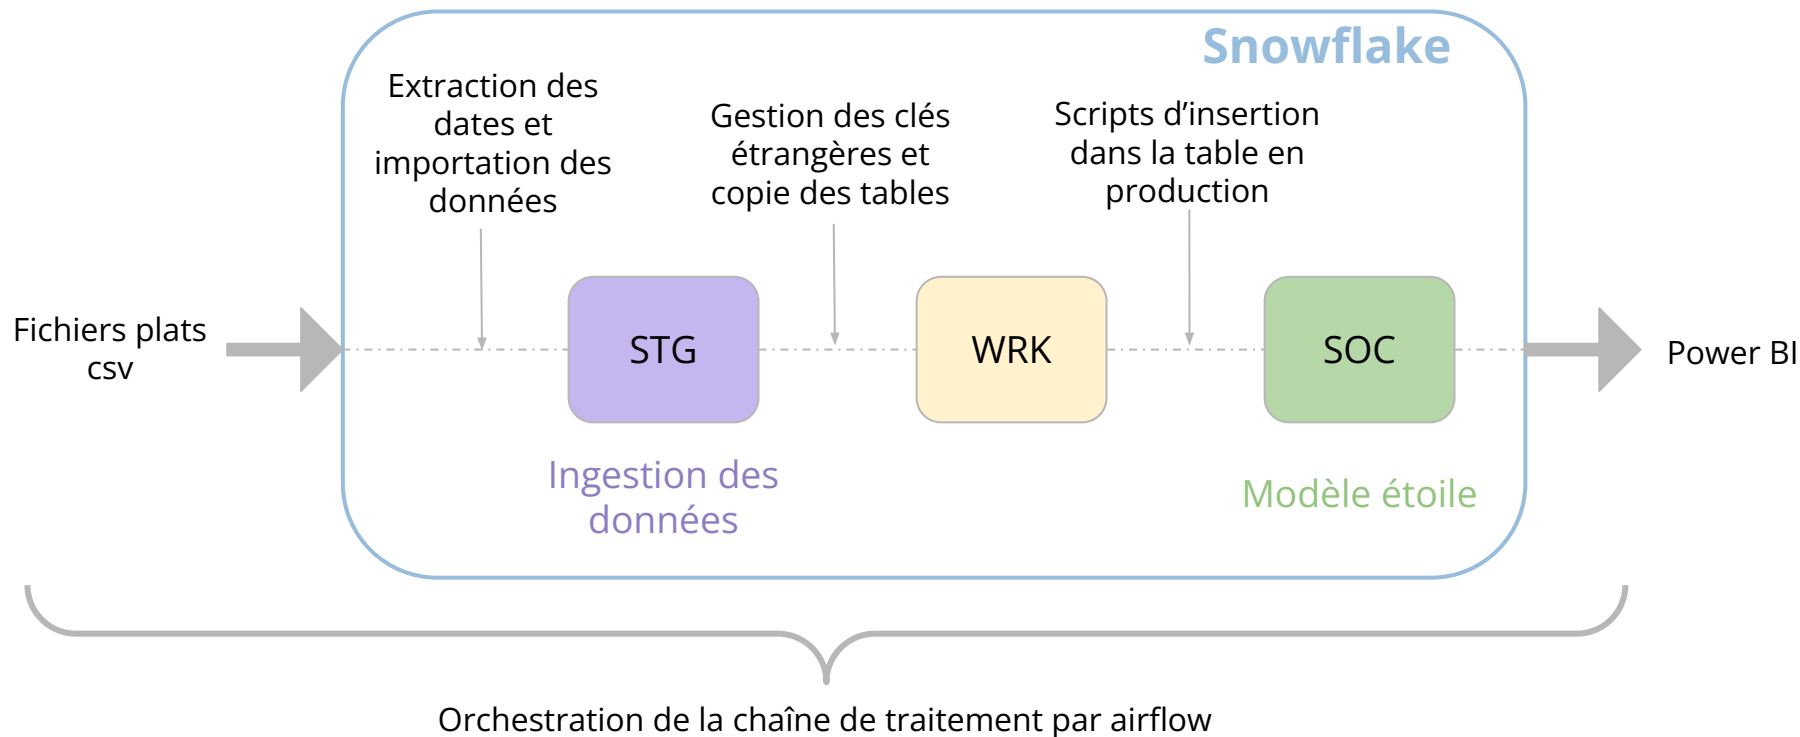 Snowflake
Extraction des
dates et
importation des
données
Gestion des clés
étrangères et
copie des tables
Scripts d’insertion
dans la table en
production
Fichiers plats
csv
STG
WRK
SOC
Power BI
Ingestion des
données
Modèle étoile
Orchestration de la chaîne de traitement par airflow